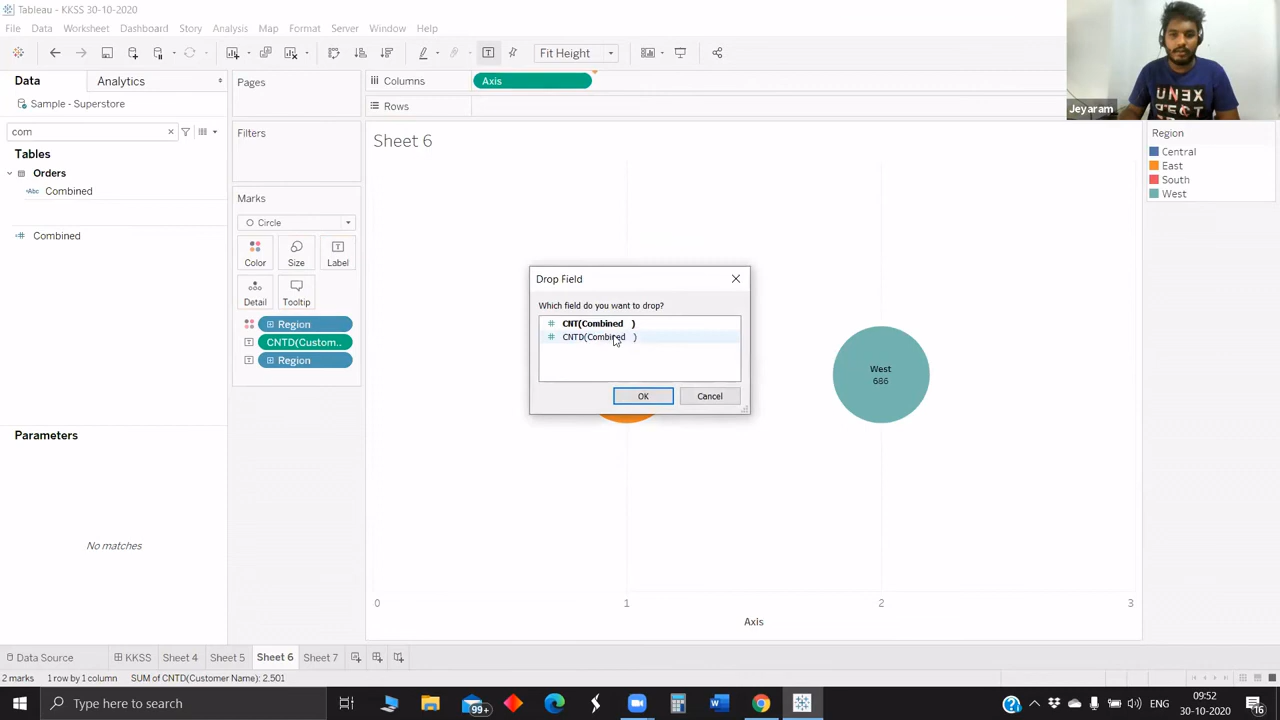 Tableau - KKSS 30-10-2020
File Data Worksheet Dashboard Story Analysis Map Format Server Window Help
Fit Height
Data Analytics
Pages
Columns
Axis
Jeyaram
Sample - Superstore
Rows
com
Filters
Region
Sheet 6
Tables
Central
Orders
East
Abc Combined
South
Marks
West
Circle
Combined
Color Size Label
Drop Field
Detail Tooltip
Which field do you want to drop?
Region
CNT(Combined )
CNTD(Custom..
CNTD(Combined )
Region
West
686
OK Cancel
Parameters
No matches
0 1 2 3
Axis
Data Source KKSS Sheet 4 Sheet 5 Sheet 6 Sheet 7
2 marks 1 row by 1 column SUM of CNTD(Customer Name): 2.501
Type here to search
99+
ENG
09:52
30-10-2020
16